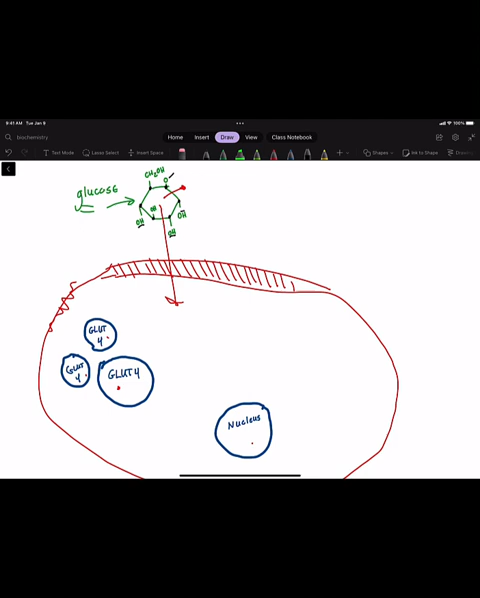 9:41 AM Tue Jan 9
100%
biochemistry
Home Insert Draw View Class Notebook
Text Mode Lasso Select Insert Space
Shapes Ink to Shape
CH₂OH
O
glucose
OH
OH
OH
OH
GLUT
4
GLUT
4
GLUT4
Nucleus